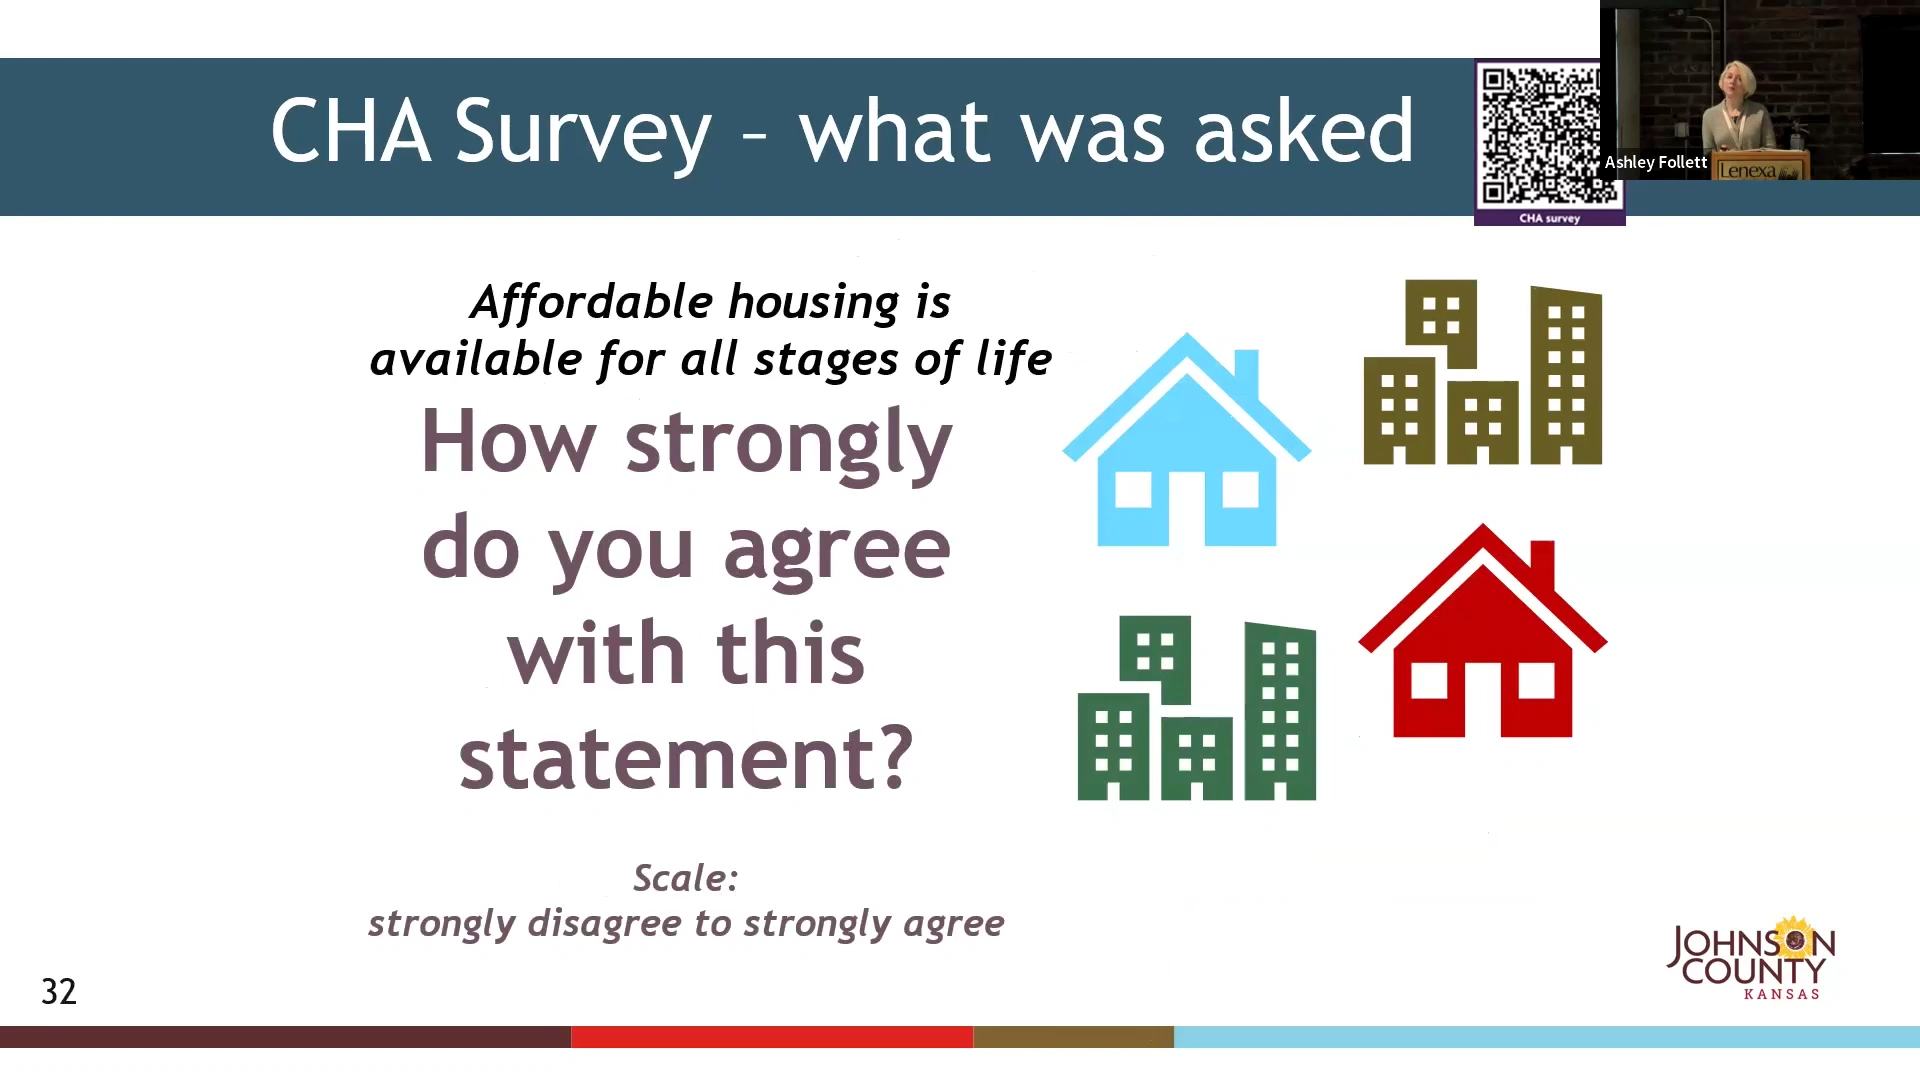 CHA Survey – what was asked
CHA survey
Ashley Follett
Lenexa
Affordable housing is
available for all stages of life
How strongly
do you agree
with this
statement?
Scale:
strongly disagree to strongly agree
32
JOHNSON
COUNTY
KANSAS